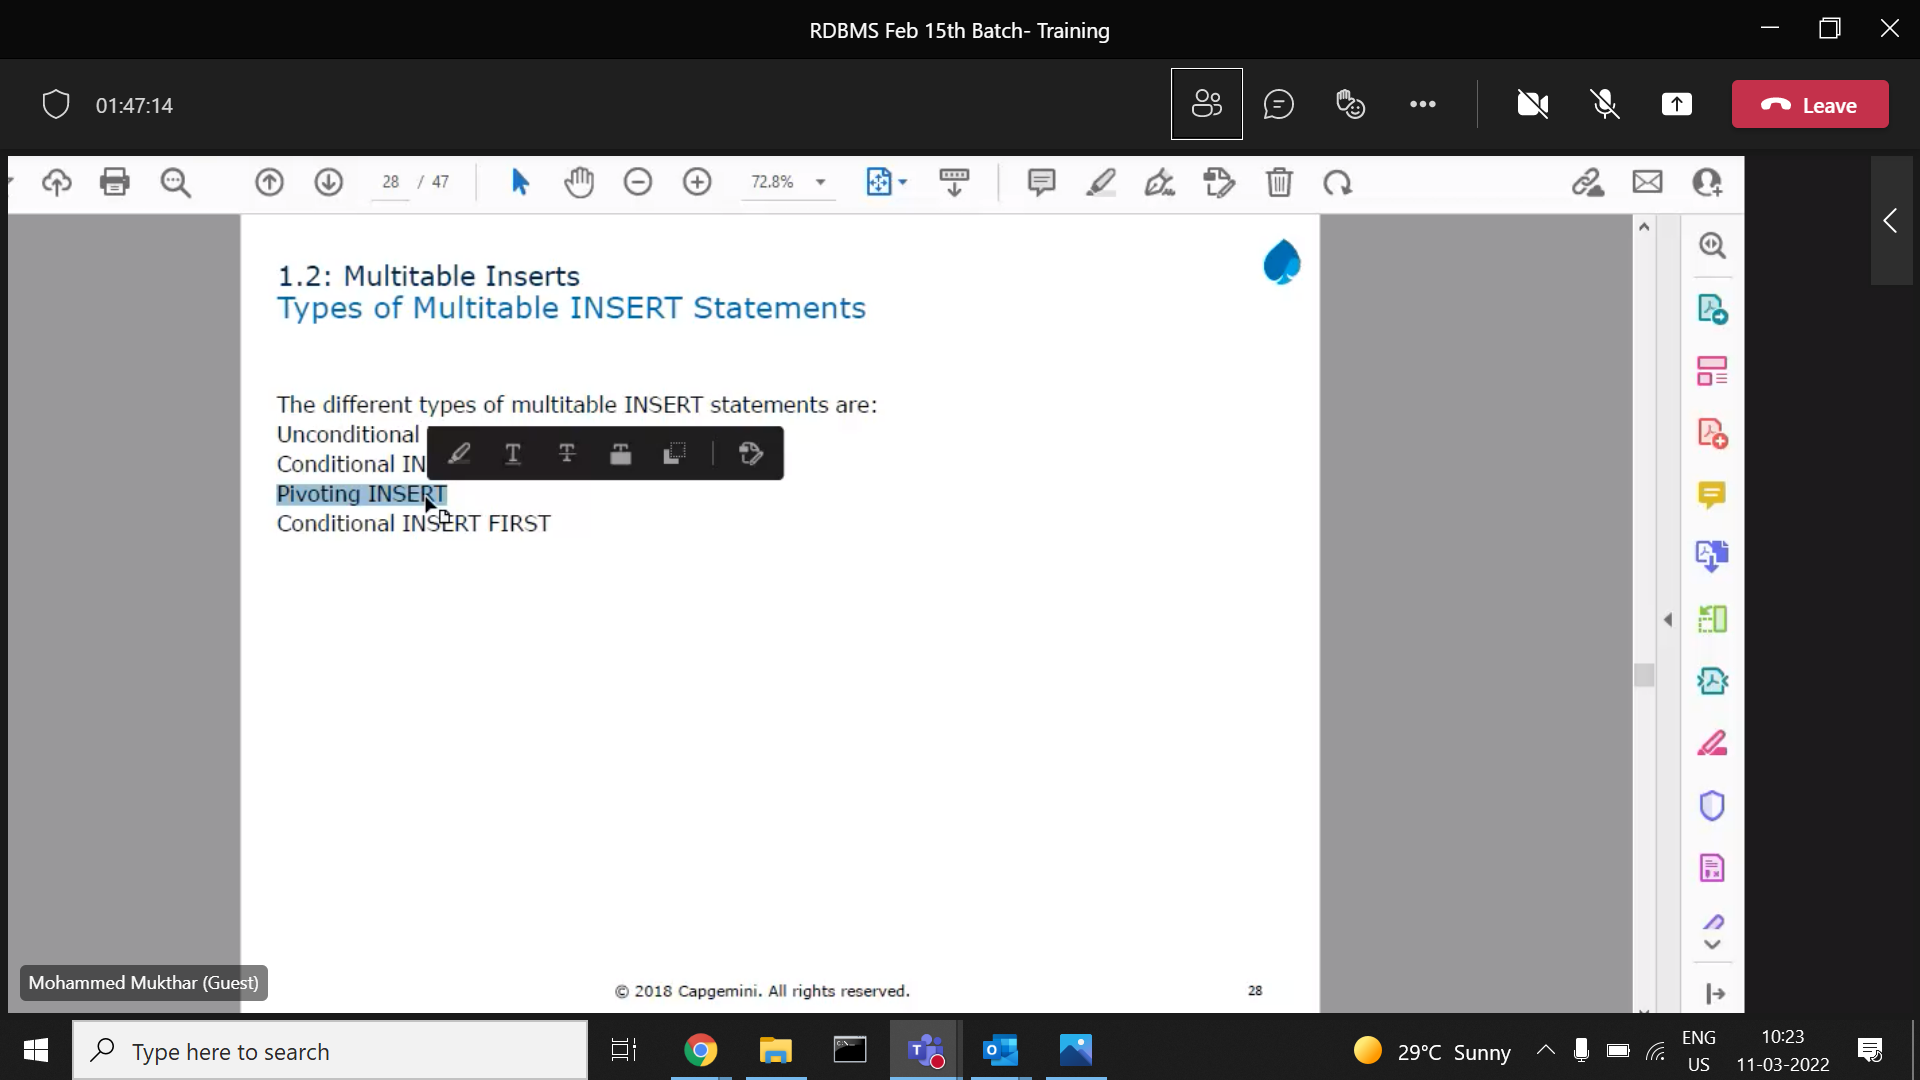 RDBMS Feb 15th Batch- Training
01:47:14
Leave
28 / 47
72.8%
1.2: Multitable Inserts
Types of Multitable INSERT Statements
The different types of multitable INSERT statements are:
Unconditional
Conditional IN
Pivoting INSERT
Conditional INSERT FIRST
Mohammed Mukthar (Guest)
© 2018 Capgemini. All rights reserved.
28
Type here to search
29°C Sunny
ENG
US
10:23
11-03-2022